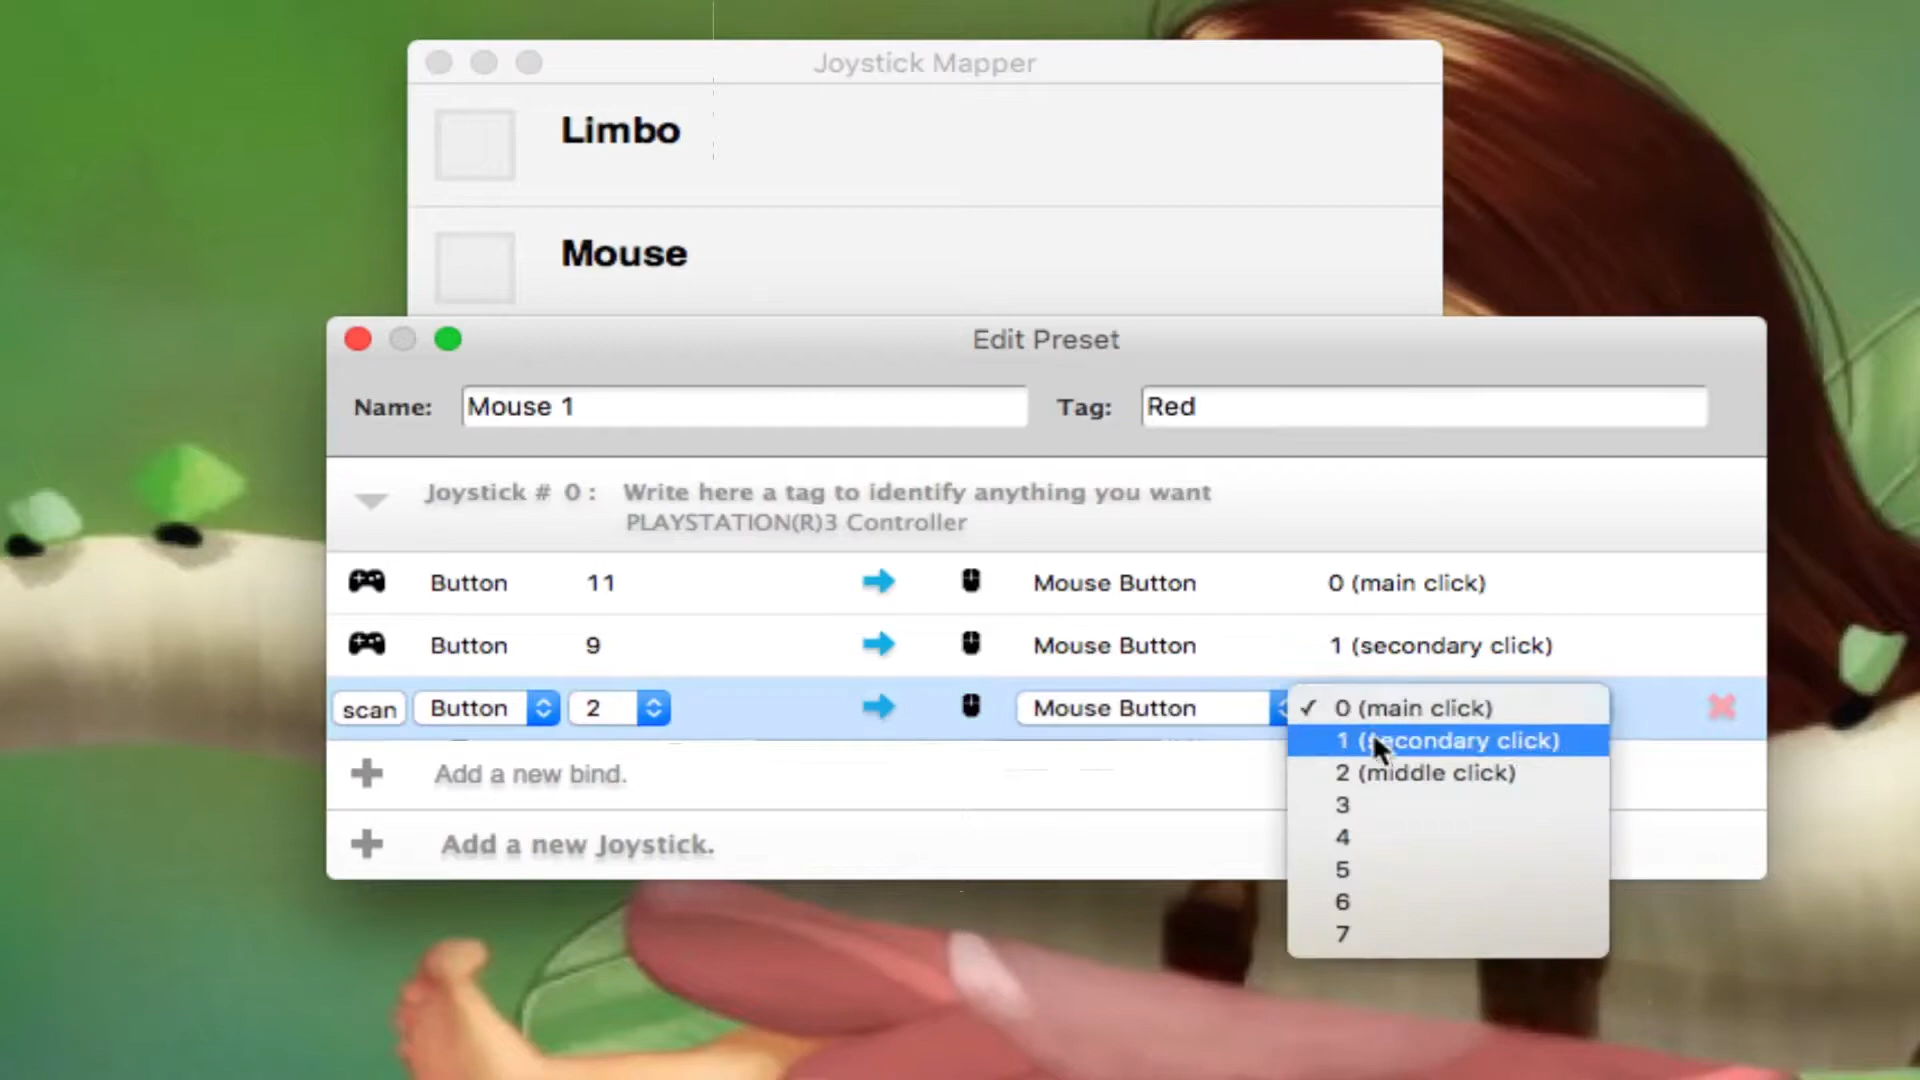 Joystick Mapper
Limbo
Mouse
Edit Preset
Name: Mouse 1 Tag: Red
Joystick # 0 : Write here a tag to identify anything you want
PLAYSTATION(R)3 Controller
Button 11 Mouse Button 0 (main click)
Button 9 Mouse Button 1 (secondary click)
scan Button 2 Mouse Button ✓ 0 (main click)
1 (secondary click)
Add a new bind. 2 (middle click)
3
4
Add a new Joystick.
5
6
7